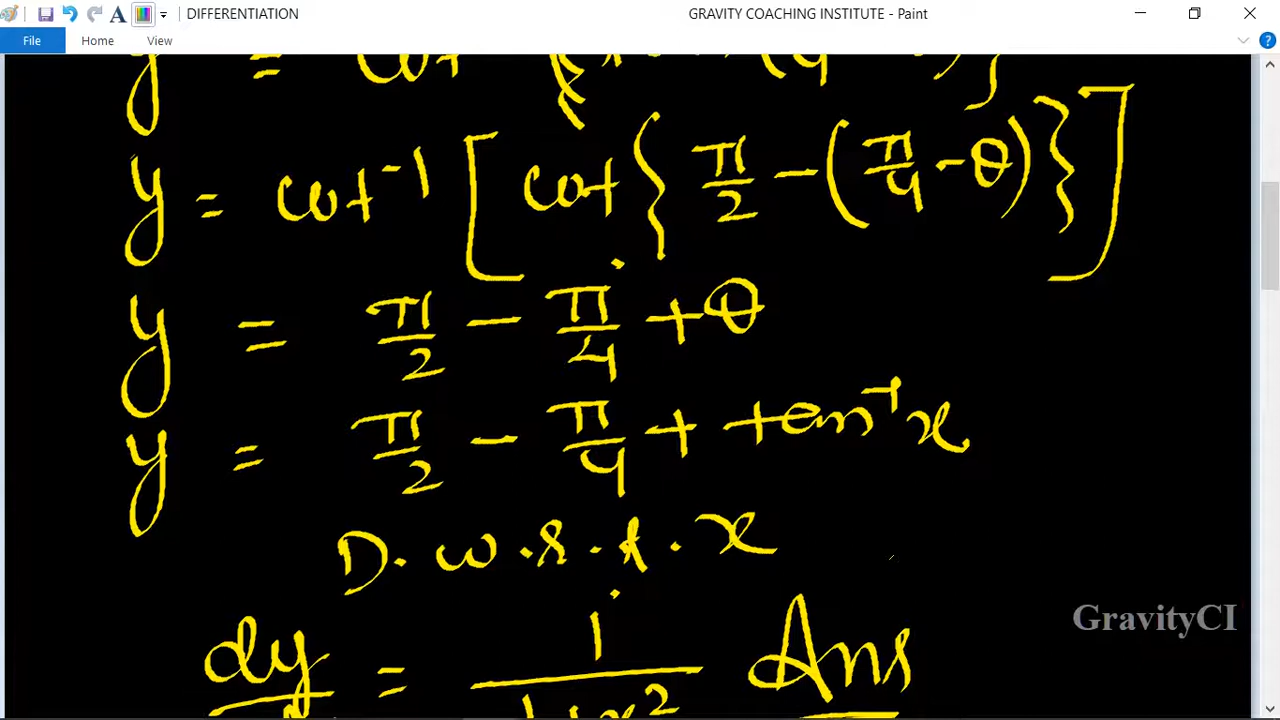 DIFFERENTIATION GRAVITY COACHING INSTITUTE - Paint
File Home View
y = cot
y = cot⁻¹ [ cot { π/2 - (π/4 - θ) } ]
y = π/2 - π/4 + θ
y = π/2 - π/4 + tan⁻¹x
D. w.r.t. x
GravityCI
dy = 1 Ans